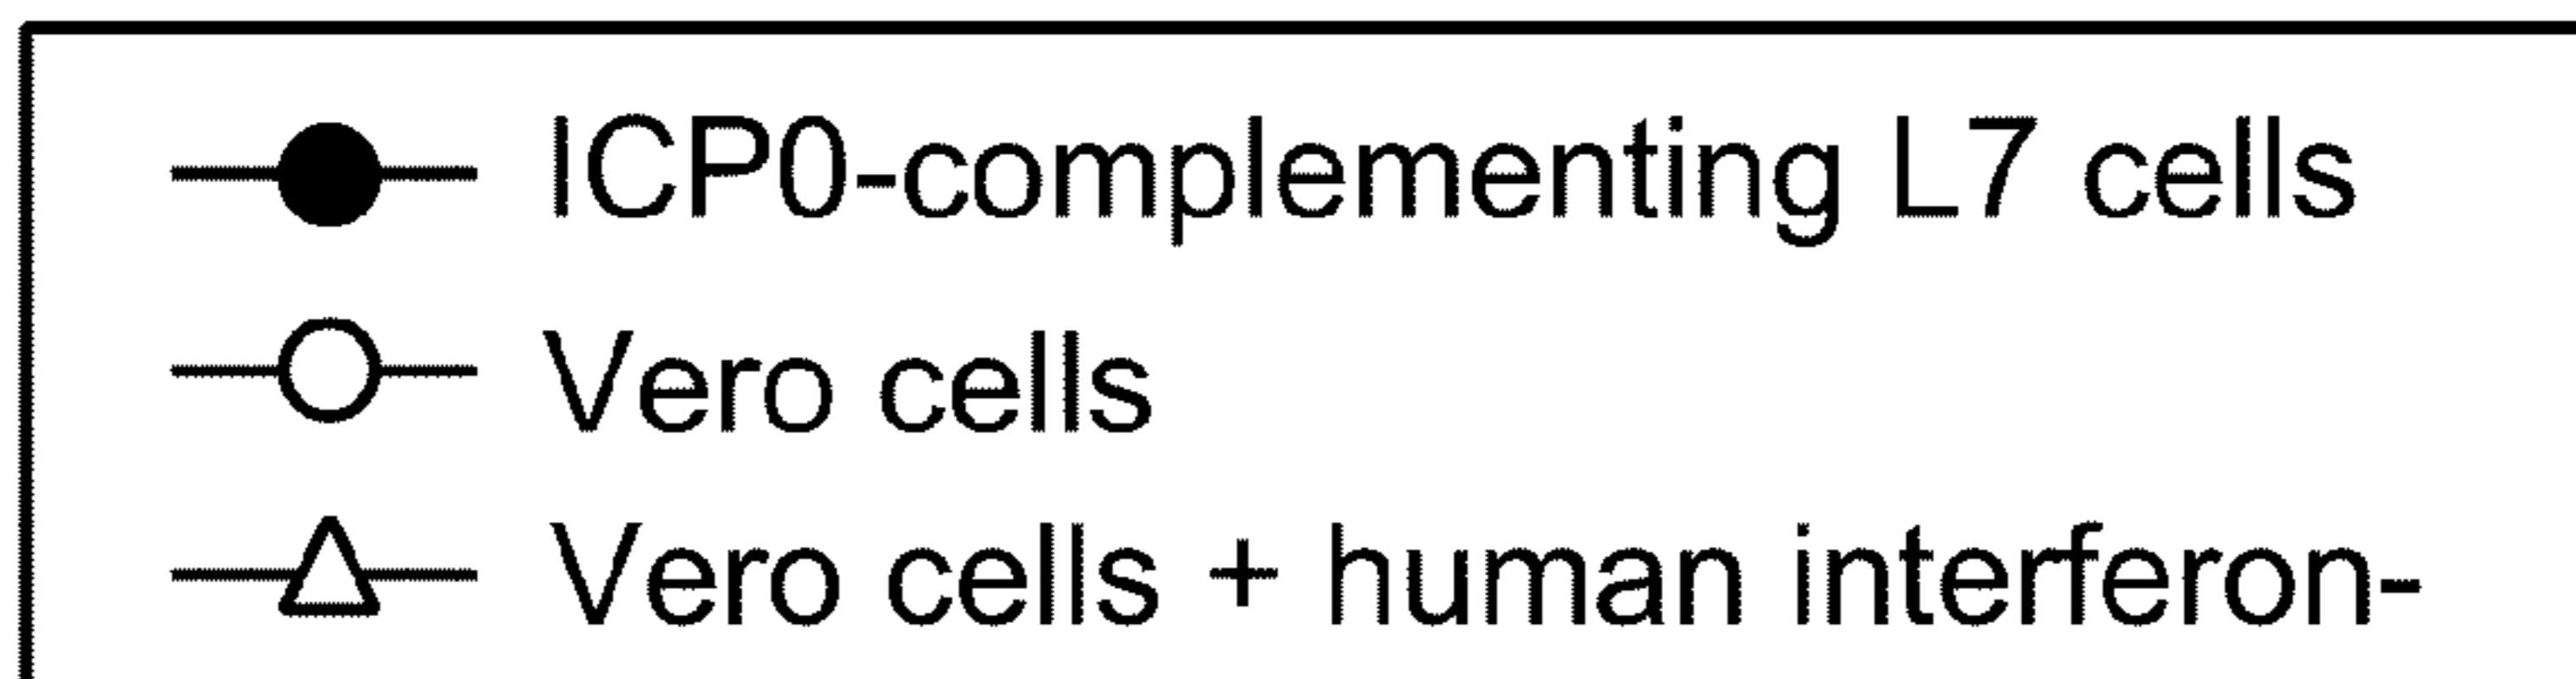 ICP0-complementing L7 cells
Vero cells
Vero cells + human interferon-